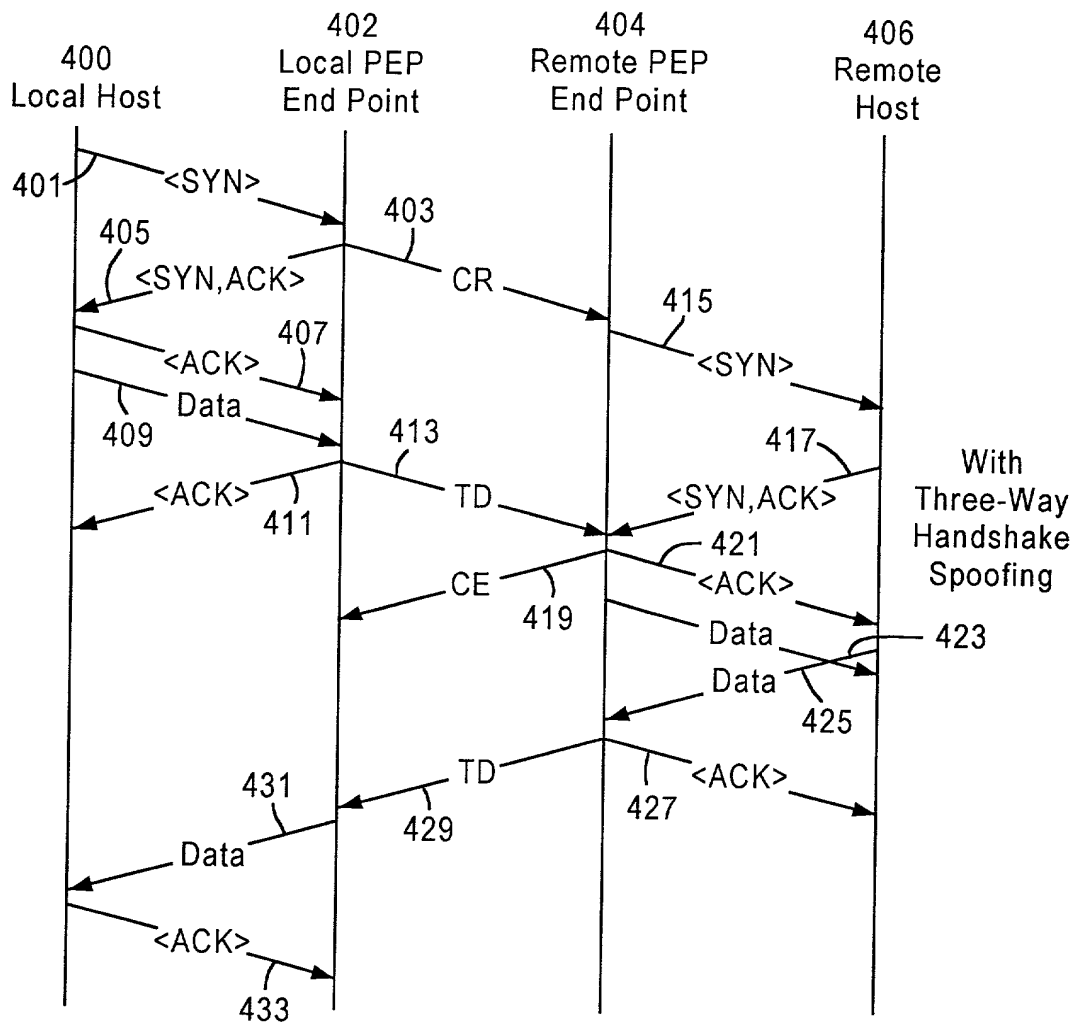 400
Local Host
402
Local PEP
End Point
404
Remote PEP
End Point
406
Remote
Host
401
<SYN>
403
405
<SYN,ACK>
CR
415
407
<ACK>
<SYN>
Data
409
413
417
With
Three-Way
Handshake
Spoofing
<ACK>
411
TD
<SYN,ACK>
421
CE
419
<ACK>
Data
423
Data
425
TD
<ACK>
431
429
427
Data
<ACK>
433